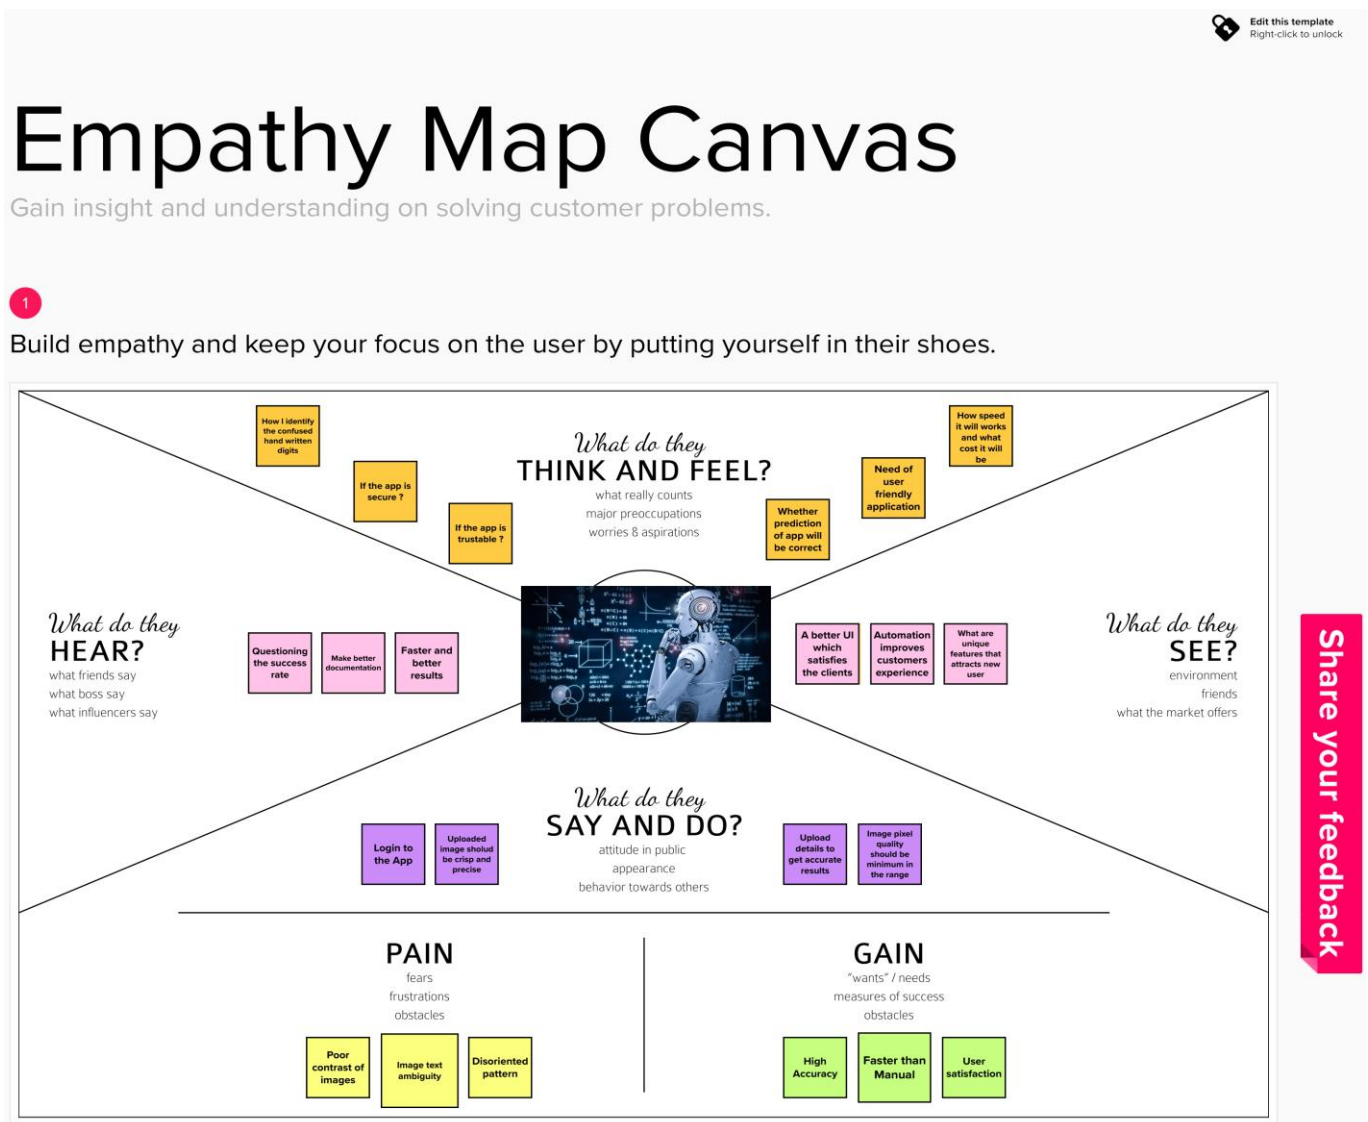 Edit this template
Right-click to unlock
Empathy Map Canvas
Gain insight and understanding on solving customer problems.
1
Build empathy and keep your focus on the user by putting yourself in their shoes.
How I identify
the confused
hand written
digits
If the app is
secure ?
If the app is
trustable ?
What do they
THINK AND FEEL?
what really counts
major preoccupations
worries & aspirations
Whether
prediction
of app will
be correct
Need of
user
friendly
application
How speed
it will works
and what
cost it will
be
What do they
HEAR?
what friends say
what boss say
what influencers say
Questioning
the success
rate
Make better
documentation
Faster and
better
results
A better UI
which
satisfies
the clients
Automation
improves
customers
experience
What are
unique
features that
attracts new
user
What do they
SEE?
environment
friends
what the market offers
Share your feedback
What do they
SAY AND DO?
attitude in public
appearance
behavior towards others
Login to
the App
Uploaded
image sholud
be crisp and
precise
Upload
details to
get accurate
results
Image pixel
quality
should be
minimum in
the range
PAIN
fears
frustrations
obstacles
Poor
contrast of
images
Image text
ambiguity
Disoriented
pattern
GAIN
"wants" / needs
measures of success
obstacles
High
Accuracy
Faster than
Manual
User
satisfaction